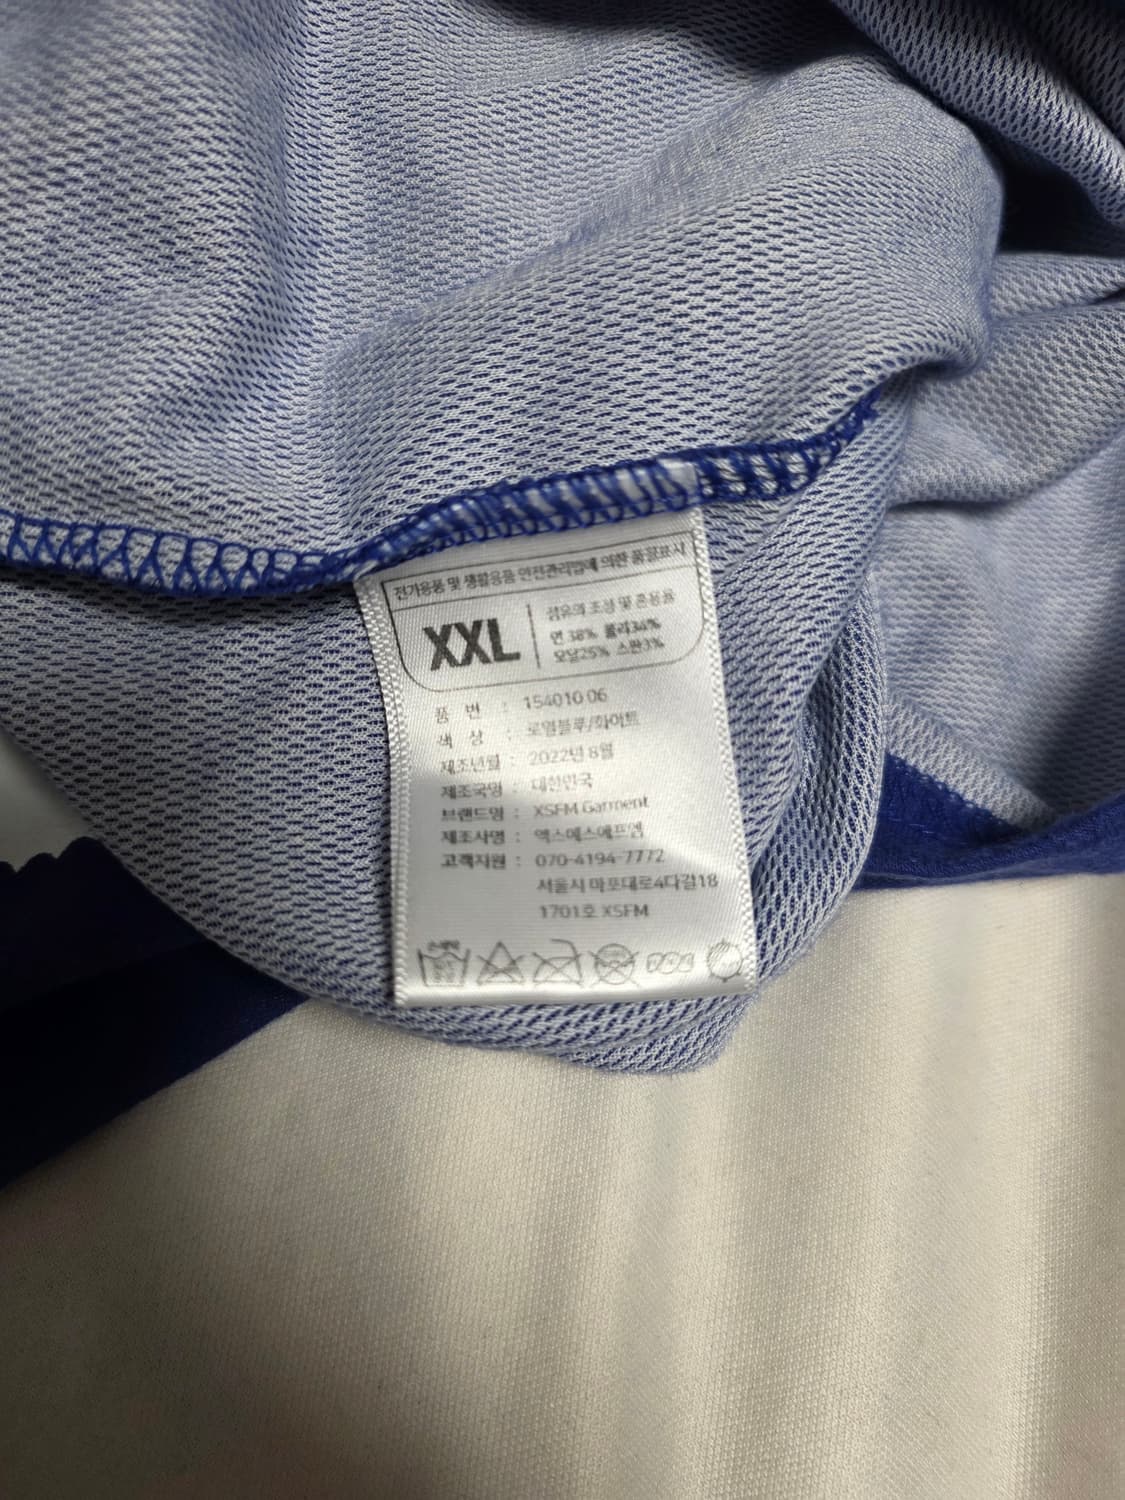 전기용품 및 생활용품 안전관리법에 의한 품질표시
XXL
섬유의 조성 및 혼용율
면 38% 폴리34%
모달25% 스판3%
품 번 : 154010 06
색 상 : 로열블루/화이트
제조년월 : 2022년 8월
제조국명 : 대한민국
브랜드명 : XSFM Garment
제조사명 : 엑스에스에프엠
고객지원 : 070-4194-7772
서울시 마포대로4다길18
1701호 XSFM